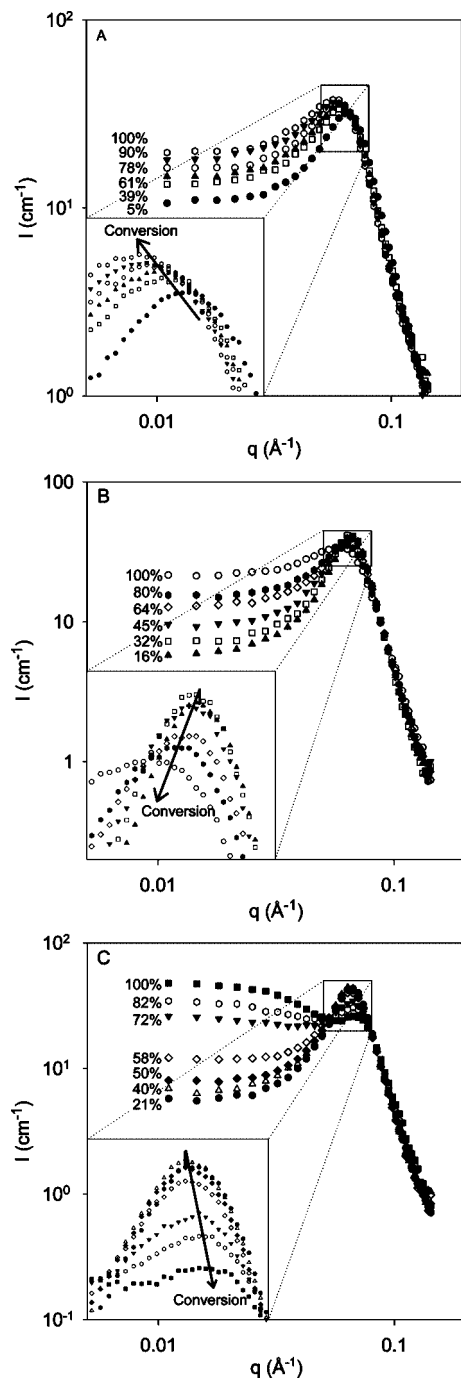 A
10²
100%
90%
78%
61%
39%
5%
I (cm⁻¹)
10¹
Conversion
10⁰
0.01
0.1
q (Å⁻¹)
B
100
100%
80%
64%
45%
32%
16%
I (cm⁻¹)
10
1
Conversion
0.01
0.1
q (Å⁻¹)
C
10²
100%
82%
72%
58%
50%
40%
21%
I (cm⁻¹)
10¹
10⁰
Conversion
10⁻¹
0.01
0.1
q (Å⁻¹)